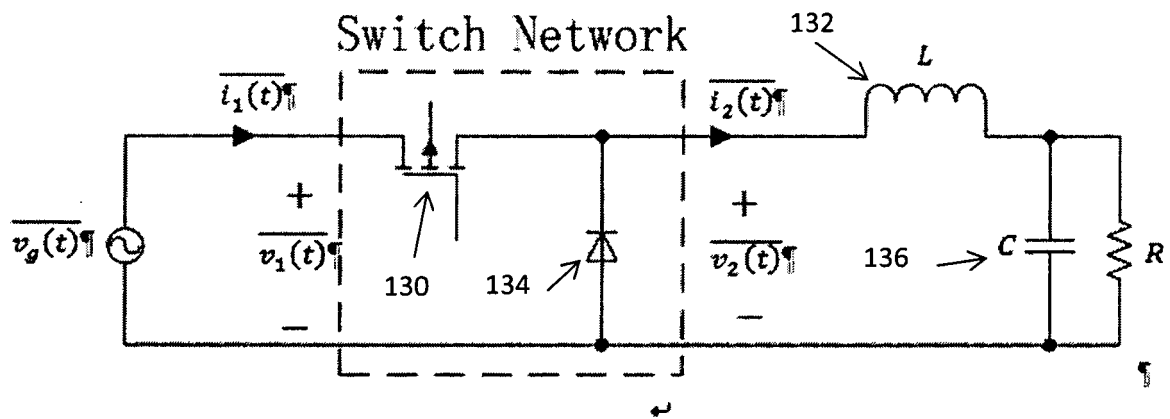 Switch Network
132
L
i₁(t)¶
i₂(t)¶
+
+
v_g(t)¶
v₁(t)¶
v₂(t)¶
130
134
136
C
R
−
−
¶
↵